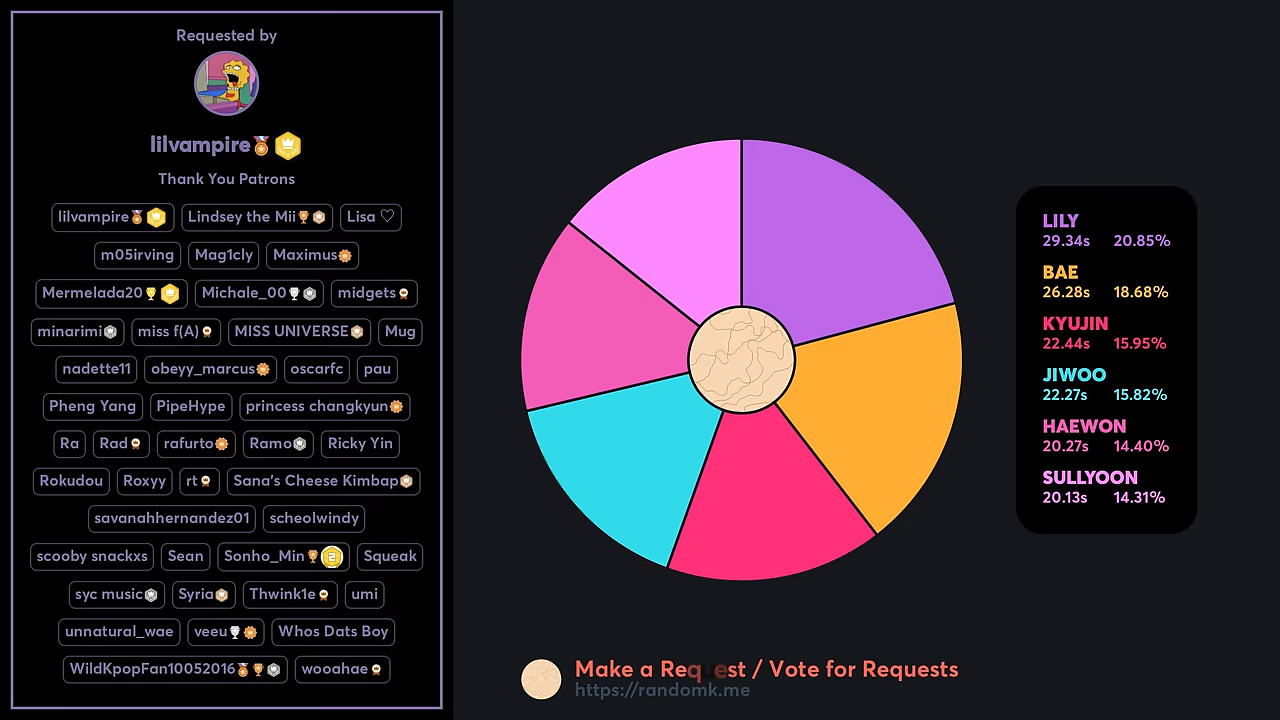 Requested by
lilvampire
Thank You Patrons
lilvampire Lindsey the Mii Lisa ♡
m05irving Mag1cly Maximus
Mermelada20 Michale_00 midgets
minarimi miss f(A) MISS UNIVERSE Mug
nadette11 obeyy_marcus oscarfc pau
Pheng Yang PipeHype princess changkyun
Ra Rad rafurto Ramo Ricky Yin
Rokudou Roxyy rt Sana's Cheese Kimbap
savanahhernandez01 scheolwindy
scooby snackxs Sean Sonho_Min 2 Squeak
syc music Syria Thwink1e umi
unnatural_wae veeu Whos Dats Boy
WildKpopFan10052016 wooahae
LILY
29.34s 20.85%
BAE
26.28s 18.68%
KYUJIN
22.44s 15.95%
JIWOO
22.27s 15.82%
HAEWON
20.27s 14.40%
SULLYOON
20.13s 14.31%
Make a Request / Vote for Requests
https://randomk.me